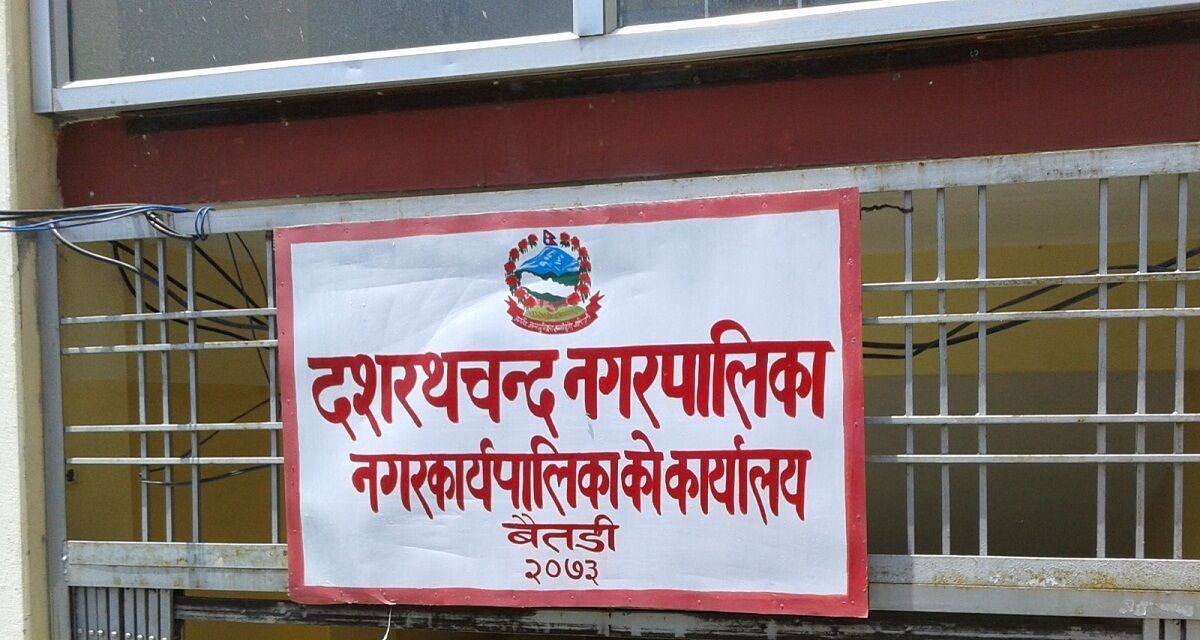 दशरथचन्द नगरपालिका
नगरकार्यपालिकाको कार्यालय
बैतडी
२०७३